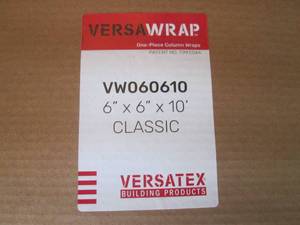 VERSAWRAP
One-Piece Column Wraps
VW060610
6" x 6" x 10'
CLASSIC
VERSATEX
BUILDING PRODUCTS